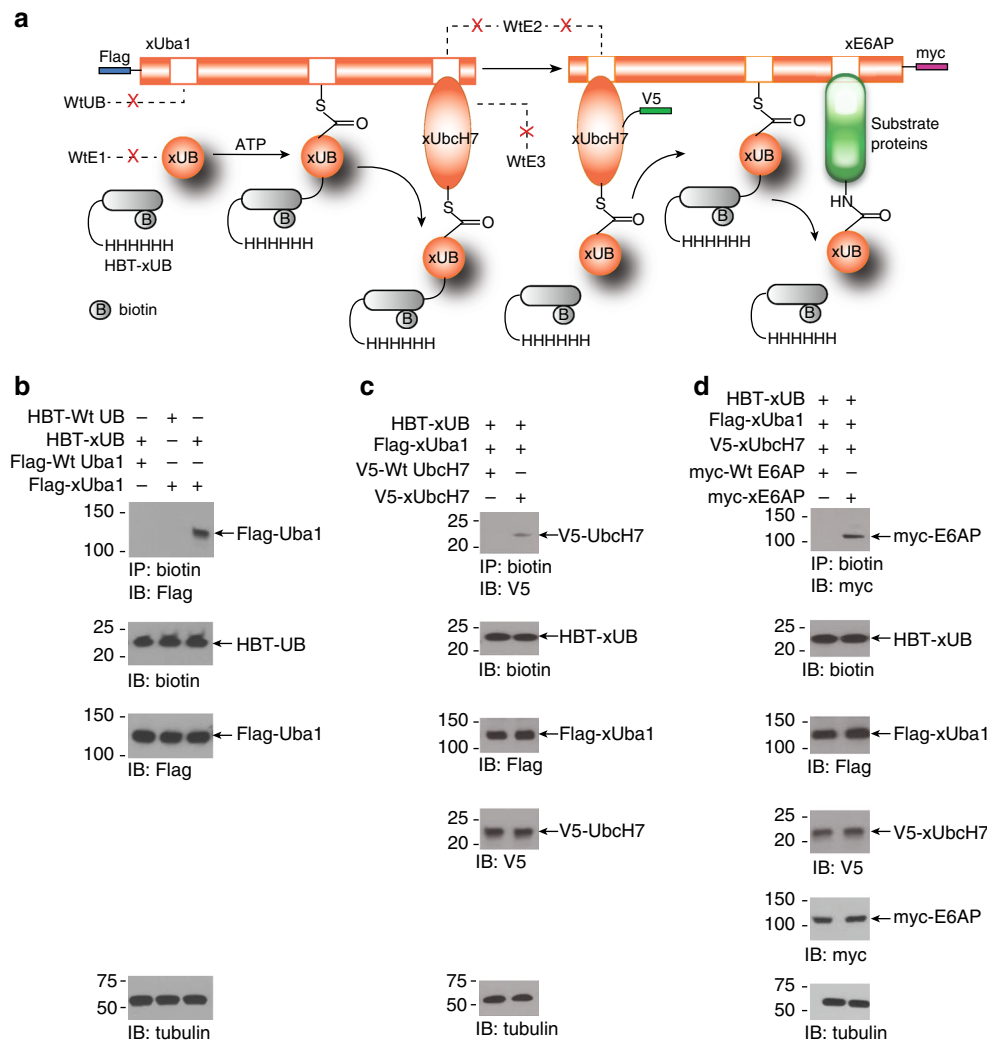 a
xUba1
WtE2
xE6AP
Flag
myc
WtUB
V5
S
O
xUbcH7
xUbcH7
S
O
Substrate
proteins
WtE1
xUB
ATP
xUB
WtE3
xUB
B
B
S
O
S
O
B
HN
O
HHHHHH
HHHHHH
HHHHHH
HBT-xUB
xUB
xUB
xUB
B biotin
B
B
B
HHHHHH
HHHHHH
HHHHHH
b
HBT-Wt UB – + –
HBT-xUB + – +
Flag-Wt Uba1 + – –
Flag-xUba1 – + +
150 -
100 -
Flag-Uba1
IP: biotin
IB: Flag
25 -
20 -
HBT-UB
IB: biotin
150 -
100 -
Flag-Uba1
IB: Flag
75 -
50 -
IB: tubulin
c
HBT-xUB + +
Flag-xUba1 + +
V5-Wt UbcH7 + –
V5-xUbcH7 – +
25 -
20 -
V5-UbcH7
IP: biotin
IB: V5
25 -
20 -
HBT-xUB
IB: biotin
150 -
100 -
Flag-xUba1
IB: Flag
25 -
20 -
V5-UbcH7
IB: V5
75 -
50 -
IB: tubulin
d
HBT-xUB + +
Flag-xUba1 + +
V5-xUbcH7 + +
myc-Wt E6AP + –
myc-xE6AP – +
150 -
100 -
myc-E6AP
IP: biotin
IB: myc
25 -
20 -
HBT-xUB
IB: biotin
150 -
100 -
Flag-xUba1
IB: Flag
25 -
20 -
V5-xUbcH7
IB: V5
150 -
100 -
myc-E6AP
IB: myc
75 -
50 -
IB: tubulin